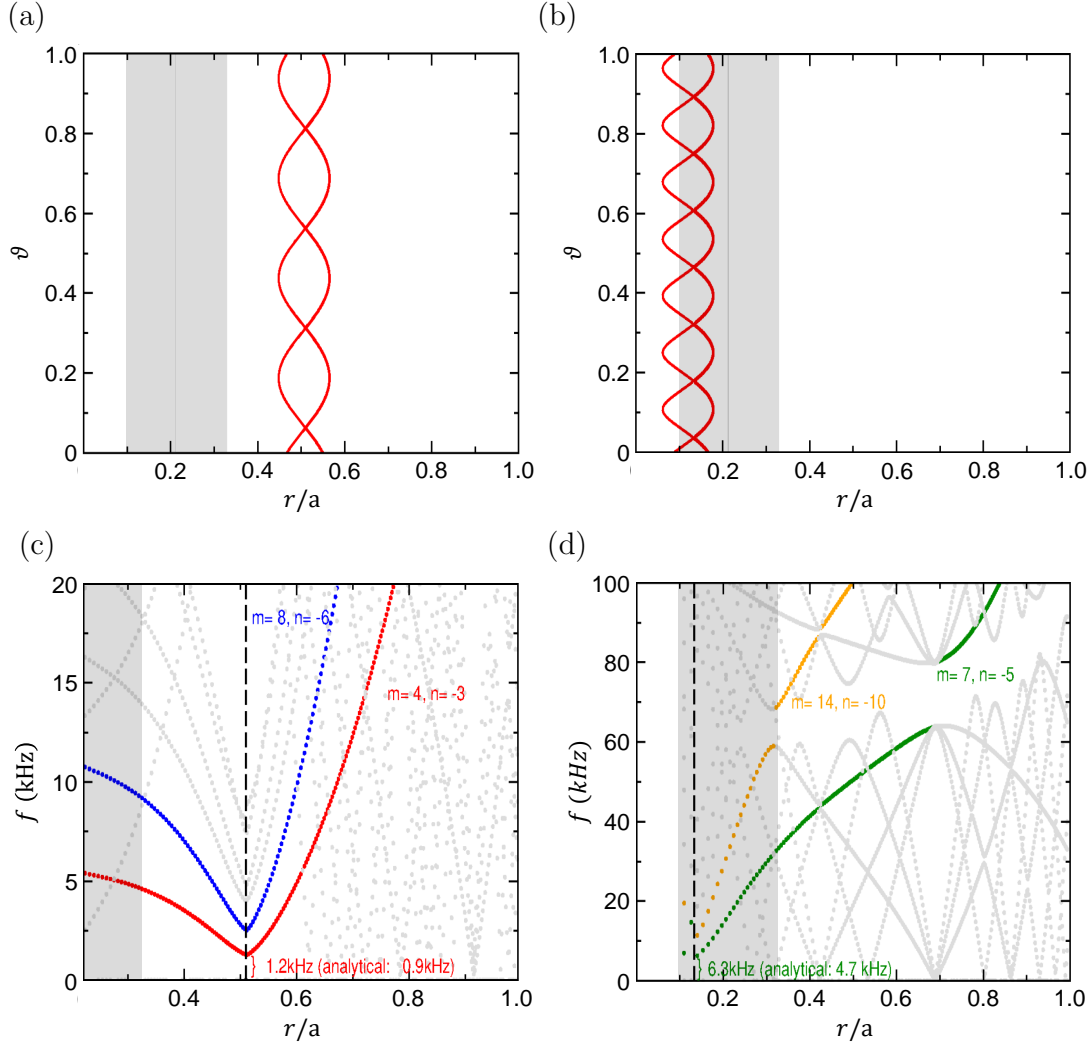 (a)
(b)
1.0
0.8
0.6
0.4
0.2
0
ϑ
0.2 0.4 0.6 0.8 1.0
r/a
1.0
0.8
0.6
0.4
0.2
0
ϑ
0.2 0.4 0.6 0.8 1.0
r/a
(c)
(d)
20
15
10
5
0
f (kHz)
m= 8, n= -6
m= 4, n= -3
} 1.2kHz (analytical: 0.9kHz)
0.4 0.6 0.8 1.0
r/a
100
80
60
40
20
0
f (kHz)
m= 7, n= -5
m= 14, n= -10
} 6.3kHz (analytical: 4.7 kHz)
0.2 0.4 0.6 0.8 1.0
r/a